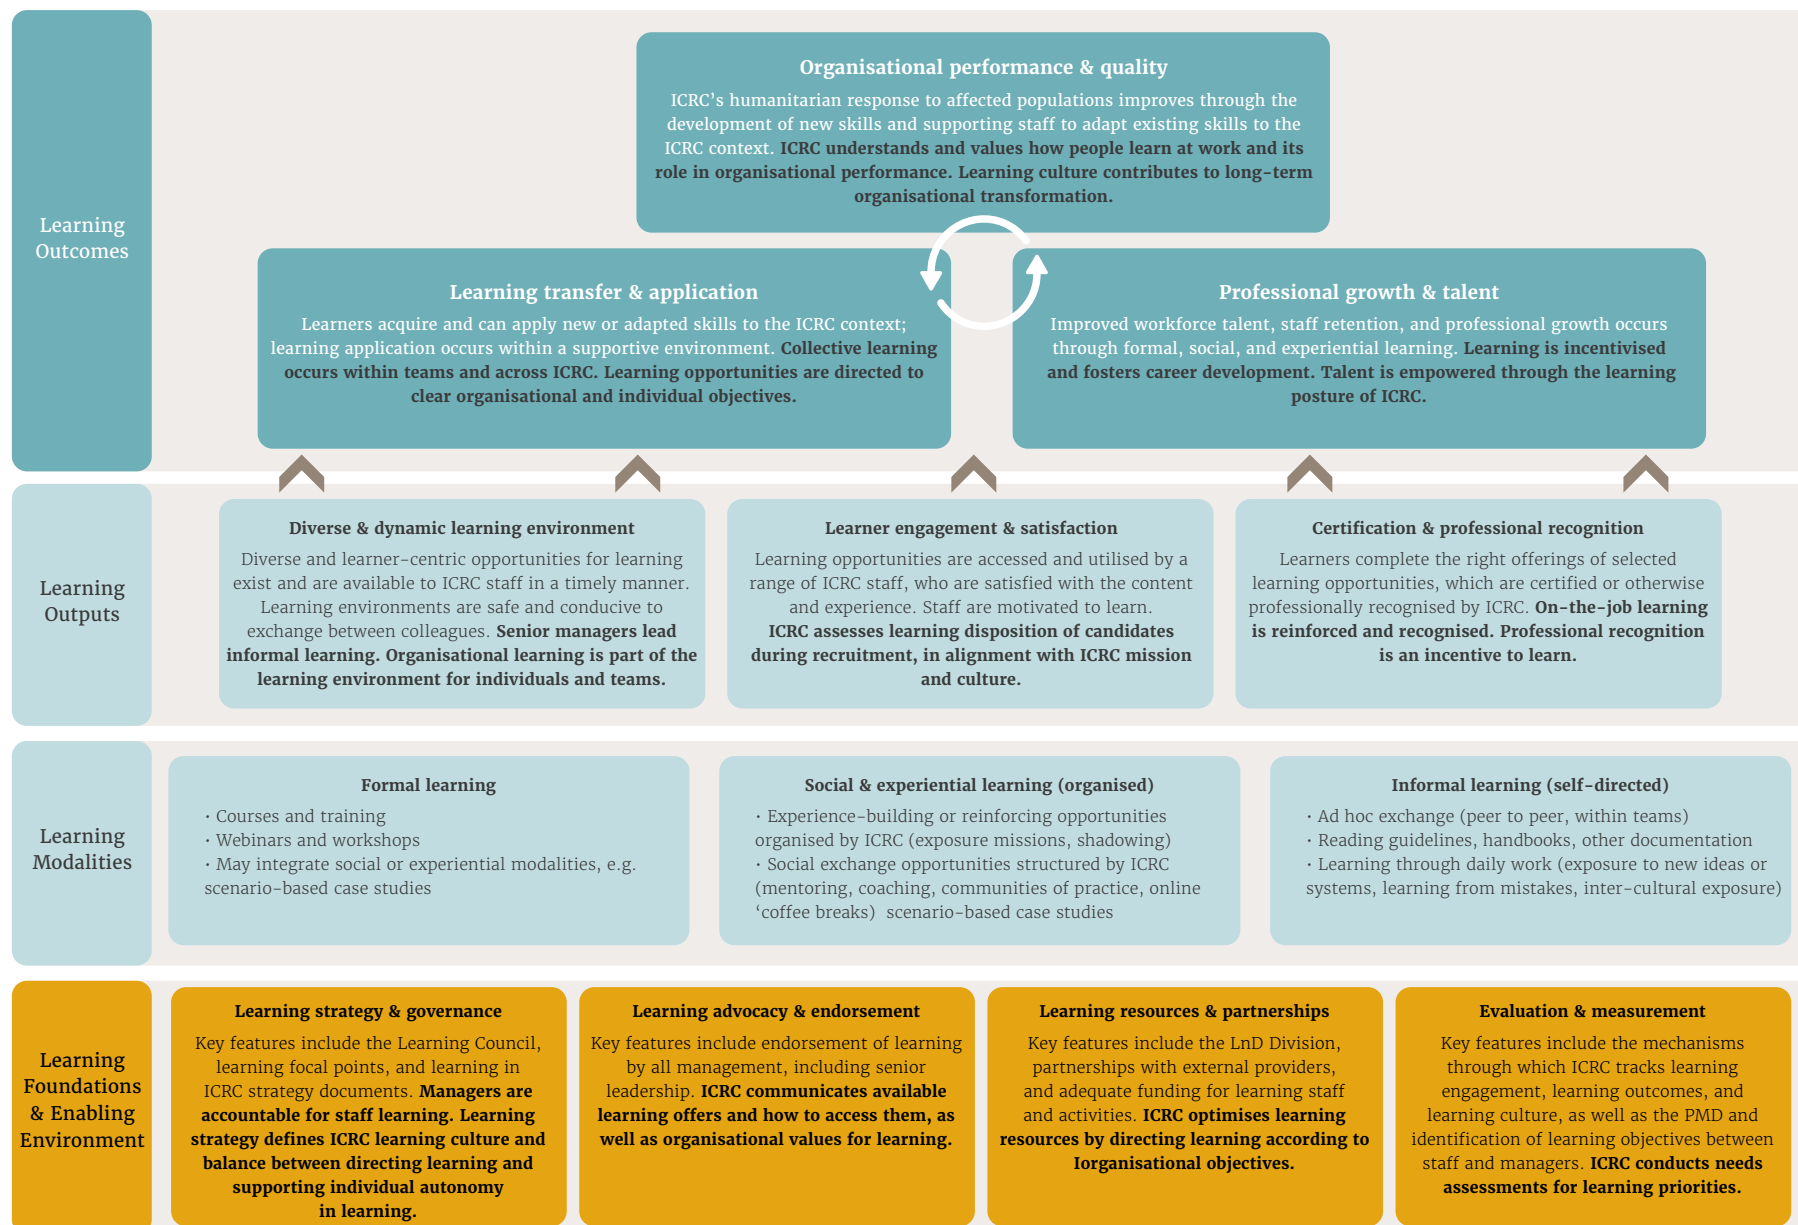 Learning
Outcomes
Organisational performance & quality
ICRC's humanitarian response to affected populations improves through the
development of new skills and supporting staff to adapt existing skills to the
ICRC context. ICRC understands and values how people learn at work and its
role in organisational performance. Learning culture contributes to long-term
organisational transformation.
Learning transfer & application
Learners acquire and can apply new or adapted skills to the ICRC context;
learning application occurs within a supportive environment. Collective learning
occurs within teams and across ICRC. Learning opportunities are directed to
clear organisational and individual objectives.
Professional growth & talent
Improved workforce talent, staff retention, and professional growth occurs
through formal, social, and experiential learning. Learning is incentivised
and fosters career development. Talent is empowered through the learning
posture of ICRC.
Learning
Outputs
Diverse & dynamic learning environment
Diverse and learner-centric opportunities for learning
exist and are available to ICRC staff in a timely manner.
Learning environments are safe and conducive to
exchange between colleagues. Senior managers lead
informal learning. Organisational learning is part of the
learning environment for individuals and teams.
Learner engagement & satisfaction
Learning opportunities are accessed and utilised by a
range of ICRC staff, who are satisfied with the content
and experience. Staff are motivated to learn.
ICRC assesses learning disposition of candidates
during recruitment, in alignment with ICRC mission
and culture.
Certification & professional recognition
Learners complete the right offerings of selected
learning opportunities, which are certified or otherwise
professionally recognised by ICRC. On-the-job learning
is reinforced and recognised. Professional recognition
is an incentive to learn.
Learning
Modalities
Formal learning
· Courses and training
· Webinars and workshops
· May integrate social or experiential modalities, e.g.
scenario-based case studies
Social & experiential learning (organised)
· Experience-building or reinforcing opportunities
organised by ICRC (exposure missions, shadowing)
· Social exchange opportunities structured by ICRC
(mentoring, coaching, communities of practice, online
‘coffee breaks)  scenario-based case studies
Informal learning (self-directed)
· Ad hoc exchange (peer to peer, within teams)
· Reading guidelines, handbooks, other documentation
· Learning through daily work (exposure to new ideas or
systems, learning from mistakes, inter-cultural exposure)
Learning
Foundations
& Enabling
Environment
Learning strategy & governance
Key features include the Learning Council,
learning focal points, and learning in
ICRC strategy documents. Managers are
accountable for staff learning. Learning
strategy defines ICRC learning culture and
balance between directing learning and
supporting individual autonomy
in learning.
Learning advocacy & endorsement
Key features include endorsement of learning
by all management, including senior
leadership. ICRC communicates available
learning offers and how to access them, as
well as organisational values for learning.
Learning resources & partnerships
Key features include the LnD Division,
partnerships with external providers,
and adequate funding for learning staff
and activities. ICRC optimises learning
resources by directing learning according to
Iorganisational objectives.
Evaluation & measurement
Key features include the mechanisms
through which ICRC tracks learning
engagement, learning outcomes, and
learning culture, as well as the PMD and
identification of learning objectives between
staff and managers. ICRC conducts needs
assessments for learning priorities.